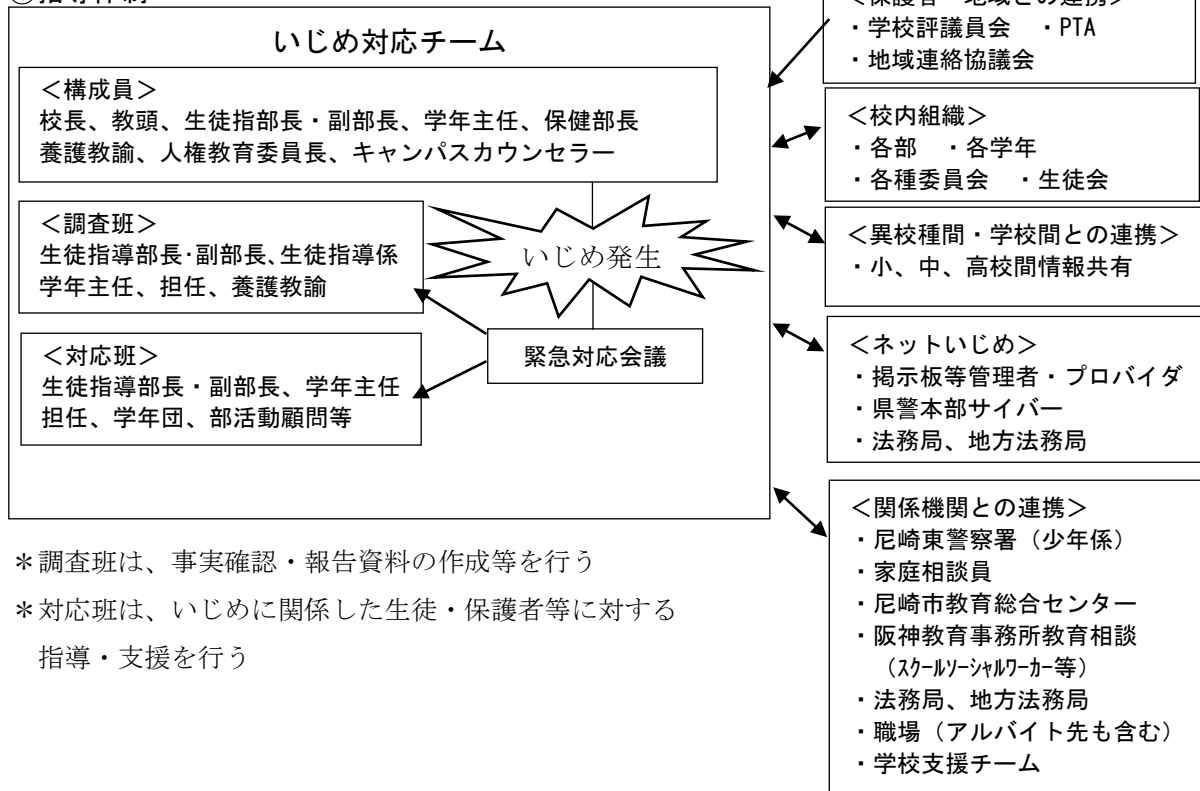 いじめ対応チーム
＜構成員＞
校長、教頭、生徒指部長・副部長、学年主任、保健部長
養護教諭、人権教育委員長、キャンパスカウンセラー
＜調査班＞
生徒指導部長・副部長、生徒指導係
学年主任、担任、養護教諭
いじめ発生
緊急対応会議
＜対応班＞
生徒指導部長・副部長、学年主任
担任、学年団、部活動顧問等
＊調査班は、事実確認・報告資料の作成等を行う
＊対応班は、いじめに関係した生徒・保護者等に対する
指導・支援を行う
・学校評議員会　・PTA
・地域連絡協議会
＜校内組織＞
・各部　・各学年
・各種委員会　・生徒会
＜異校種間・学校間との連携＞
・小、中、高校間情報共有
＜ネットいじめ＞
・掲示板等管理者・プロバイダ
・県警本部サイバー
・法務局、地方法務局
＜関係機関との連携＞
・尼崎東警察署（少年係）
・家庭相談員
・尼崎市教育総合センター
・阪神教育事務所教育相談
（ｽｸｰﾙｿｰｼｬﾙﾜｰｶｰ等）
・法務局、地方法務局
・職場（アルバイト先も含む）
・学校支援チーム